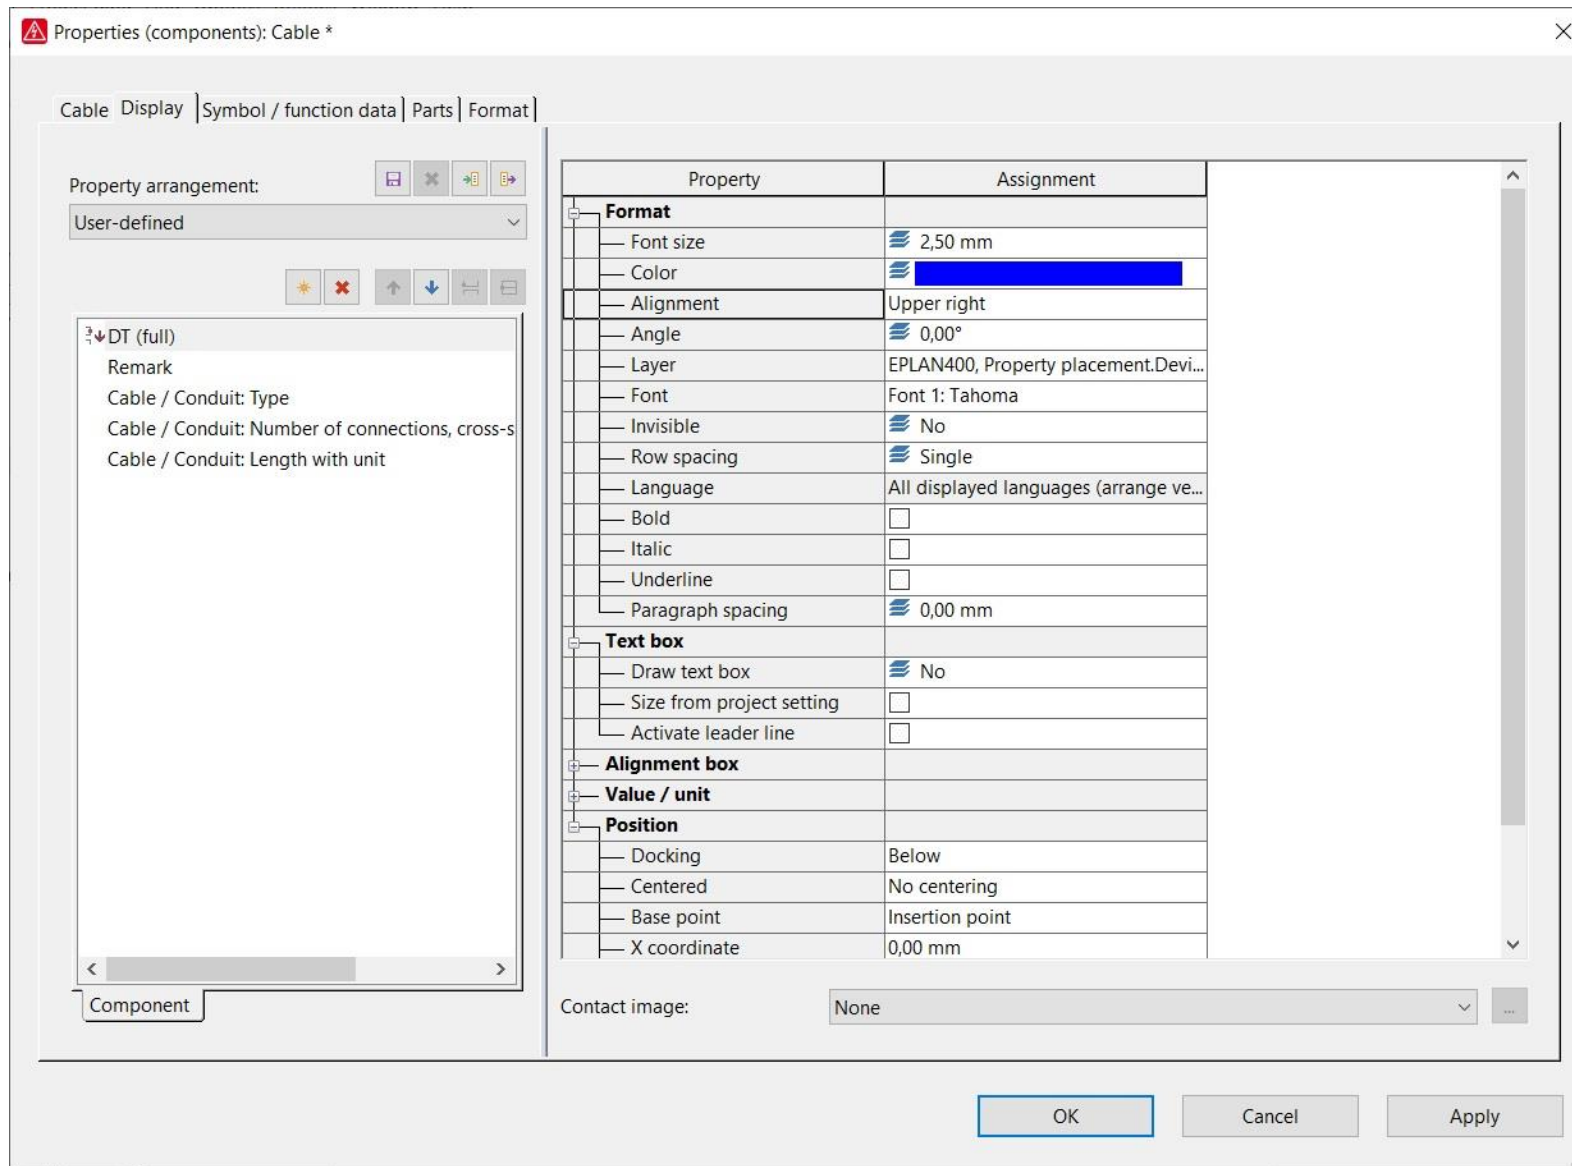 Properties (components): Cable *
Cable Display Symbol / function data Parts Format
Property arrangement:
User-defined
DT (full)
Remark
Cable / Conduit: Type
Cable / Conduit: Number of connections, cross-s
Cable / Conduit: Length with unit
Component
Property Assignment
Format
Font size 2,50 mm
Color
Alignment Upper right
Angle 0,00°
Layer EPLAN400, Property placement.Devi...
Font Font 1: Tahoma
Invisible No
Row spacing Single
Language All displayed languages (arrange ve...
Bold
Italic
Underline
Paragraph spacing 0,00 mm
Text box
Draw text box No
Size from project setting
Activate leader line
Alignment box
Value / unit
Position
Docking Below
Centered No centering
Base point Insertion point
X coordinate 0,00 mm
Contact image: None ...
OK Cancel Apply